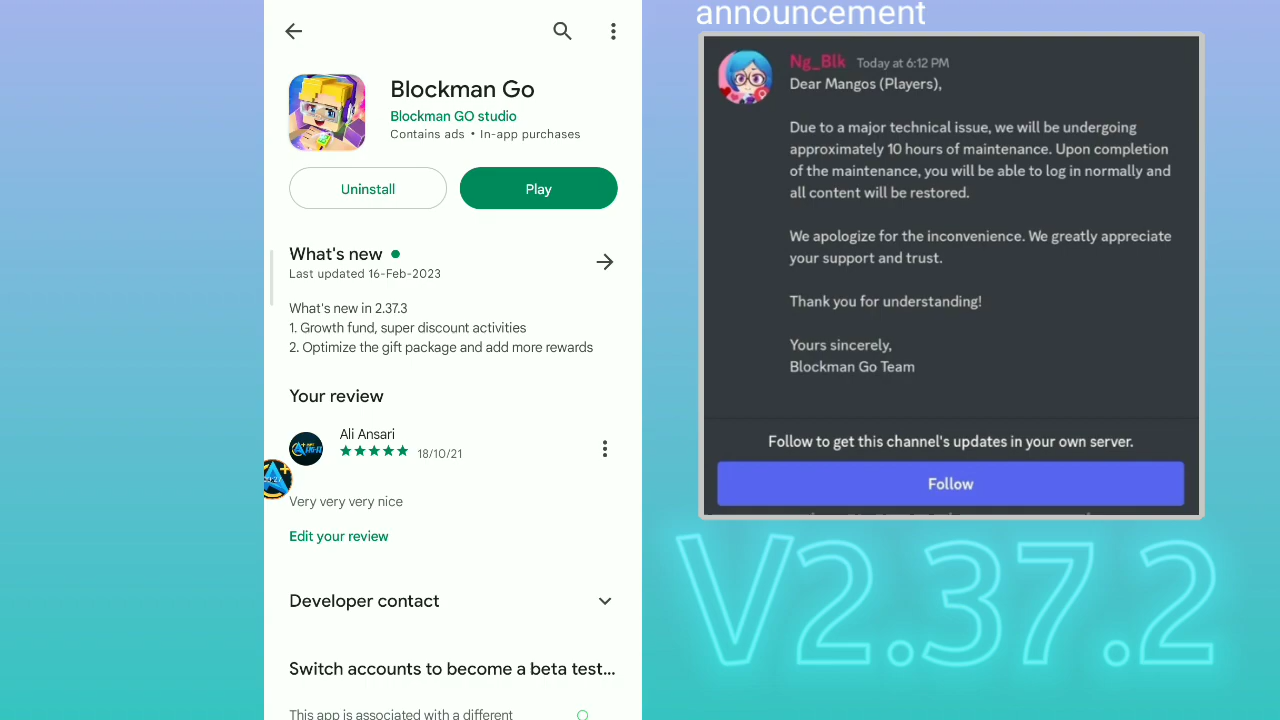 Blockman Go
Blockman GO studio
Contains ads • In-app purchases
Uninstall
Play
What's new
Last updated 16-Feb-2023
What's new in 2.37.3
1. Growth fund, super discount activities
2. Optimize the gift package and add more rewards
Your review
Ali Ansari
18/10/21
Very very very nice
Edit your review
Developer contact
Switch accounts to become a beta test...
This app is associated with a different
announcement
Ng_Blk Today at 6:12 PM
Dear Mangos (Players),
Due to a major technical issue, we will be undergoing
approximately 10 hours of maintenance. Upon completion
of the maintenance, you will be able to log in normally and
all content will be restored.
We apologize for the inconvenience. We greatly appreciate
your support and trust.
Thank you for understanding!
Yours sincerely,
Blockman Go Team
Follow to get this channel's updates in your own server.
Follow
V2.37.2